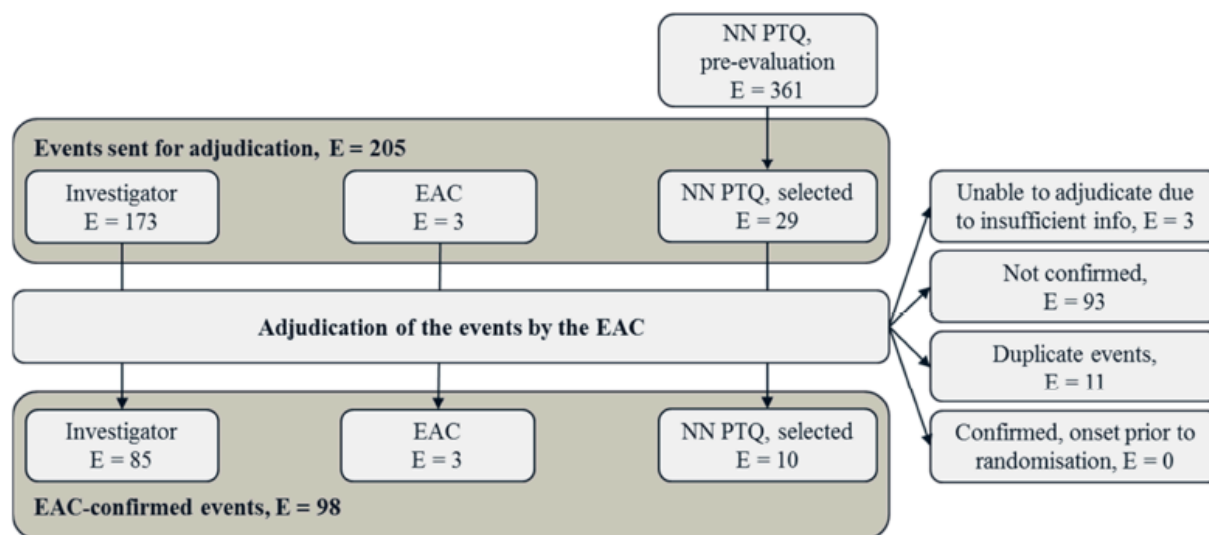 NN PTQ,
pre-evaluation
E = 361
Events sent for adjudication, E = 205
Investigator
E = 173
EAC
E = 3
NN PTQ, selected
E = 29
Adjudication of the events by the EAC
Investigator
E = 85
EAC
E = 3
NN PTQ, selected
E = 10
EAC-confirmed events, E = 98
Unable to adjudicate due
to insufficient info, E = 3
Not confirmed,
E = 93
Duplicate events,
E = 11
Confirmed, onset prior to
randomisation, E = 0